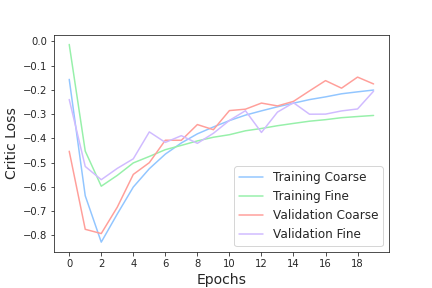 0.0
−0.1
−0.2
−0.3
−0.4
−0.5
−0.6
−0.7
−0.8
Critic Loss
Training Coarse
Training Fine
Validation Coarse
Validation Fine
0 2 4 6 8 10 12 14 16 18
Epochs